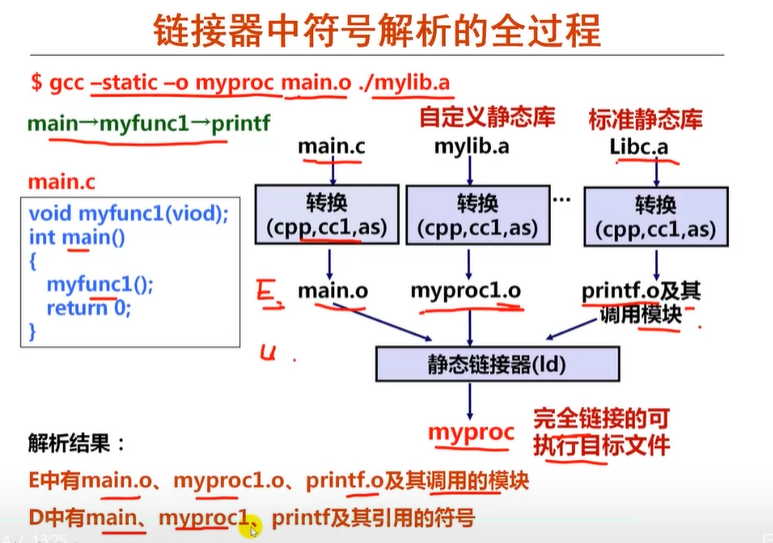 链接器中符号解析的全过程
$ gcc –static –o myproc main.o ./mylib.a
main→myfunc1→printf
自定义静态库
标准静态库
main.c
mylib.a
Libc.a
main.c
转换
(cpp,cc1,as)
转换
(cpp,cc1,as)
...
转换
(cpp,cc1,as)
void myfunc1(viod);
int main()
{
myfunc1();
return 0;
}
E
main.o
myproc1.o
printf.o及其
调用模块
U
静态链接器(ld)
myproc
完全链接的可
执行目标文件
解析结果：
E中有main.o、myproc1.o、printf.o及其调用的模块
D中有main、myproc1、printf及其引用的符号
4 / 13:25